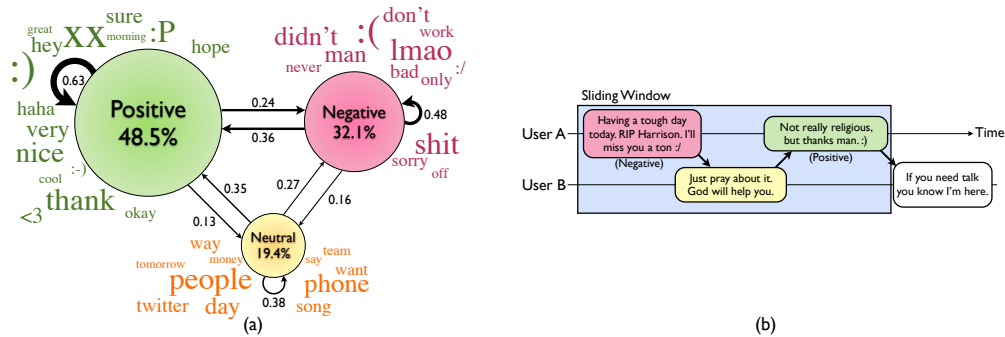 great
hey
xx
sure
morning
:P
hope
:)
0.63
haha
very
nice
cool
:-)
<3
thank
okay
Positive
48.5%
0.24
0.36
didn't
:(
don't
work
man
never
lmao
bad
only
:/
Negative
32.1%
0.48
shit
sorry
off
0.35
0.13
0.27
0.16
Neutral
19.4%
0.38
way
money
tomorrow
people
twitter
day
say
team
want
phone
song
(a)
Sliding Window
User A
Having a tough day
today. RIP Harrison. I'll
miss you a ton :/
(Negative)
Not really religious,
but thanks man. :)
(Positive)
Time
User B
Just pray about it.
God will help you.
If you need talk
you know I'm here.
(b)